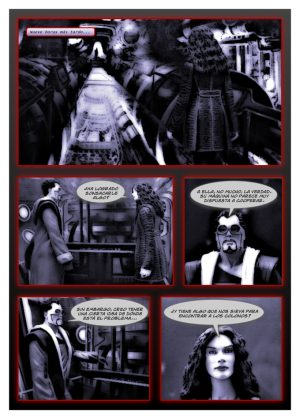 Nueve horas más tarde...
¿HA LOGRADO
SONSACARLE
ALGO?
A ELLA, NO MUCHO, LA VERDAD.
SU MÁQUINA NO PARECE MUY
DISPUESTA A COOPERAR.
SIN EMBARGO, CREO TENER
UNA CIERTA IDEA DE DÓNDE
ESTÁ EL PROBLEMA...
¿Y TIENE ALGO QUE NOS SIRVA PARA
ENCONTRAR A LOS COLONOS?